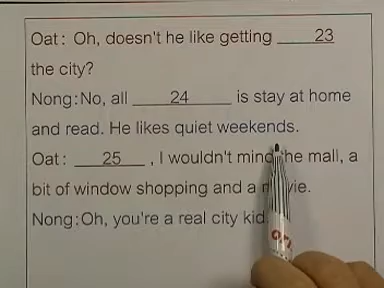 Oat: Oh, doesn't he like getting 23
the city?
Nong: No, all 24 is stay at home
and read. He likes quiet weekends.
Oat: 25 , I wouldn't mind the mall, a
bit of window shopping and a movie.
Nong: Oh, you're a real city kid